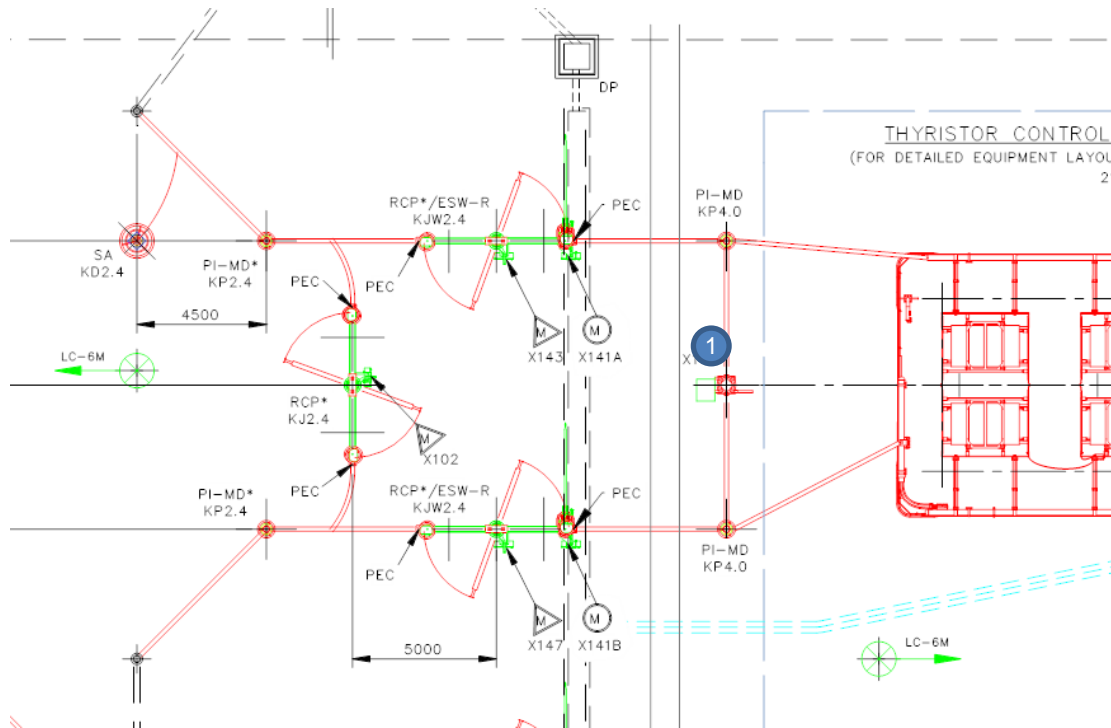 DP
THYRISTOR CONTROL
(FOR DETAILED EQUIPMENT LAYOU
2
SA
KD2.4
PI-MD*
KP2.4
RCP*/ESW-R
KJW2.4
PEC
PI-MD
KP4.0
PEC
PEC
4500
M
X143
M
X141A
1
LC-6M
RCP*
KJ2.4
M
X102
PEC
PI-MD*
KP2.4
RCP*/ESW-R
KJW2.4
PEC
PEC
PI-MD
KP4.0
M
X147
M
X141B
5000
LC-6M